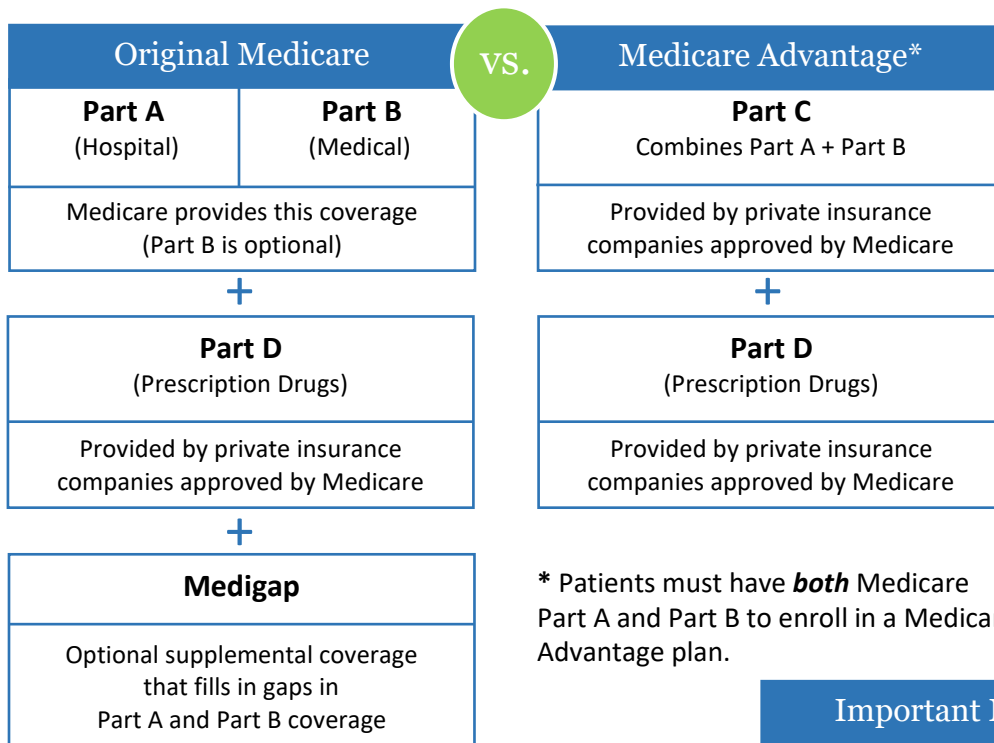 Original Medicare
vs.
Medicare Advantage*
Part A
(Hospital)
Part B
(Medical)
Medicare provides this coverage
(Part B is optional)
+
Part D
(Prescription Drugs)
Provided by private insurance
companies approved by Medicare
+
Medigap
Optional supplemental coverage
that fills in gaps in
Part A and Part B coverage
Part C
Combines Part A + Part B
Provided by private insurance
companies approved by Medicare
+
Part D
(Prescription Drugs)
Provided by private insurance
companies approved by Medicare
* Patients must have both Medicare
Part A and Part B to enroll in a Medica
Advantage plan.
Important